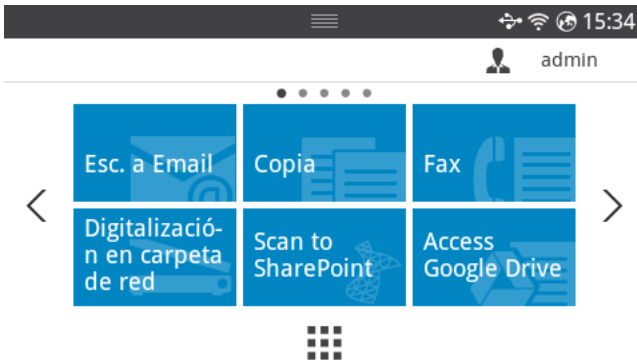 15:34
admin
Esc. a Email
Copia
Fax
Digitalizació-
n en carpeta
de red
Scan to
SharePoint
Access
Google Drive